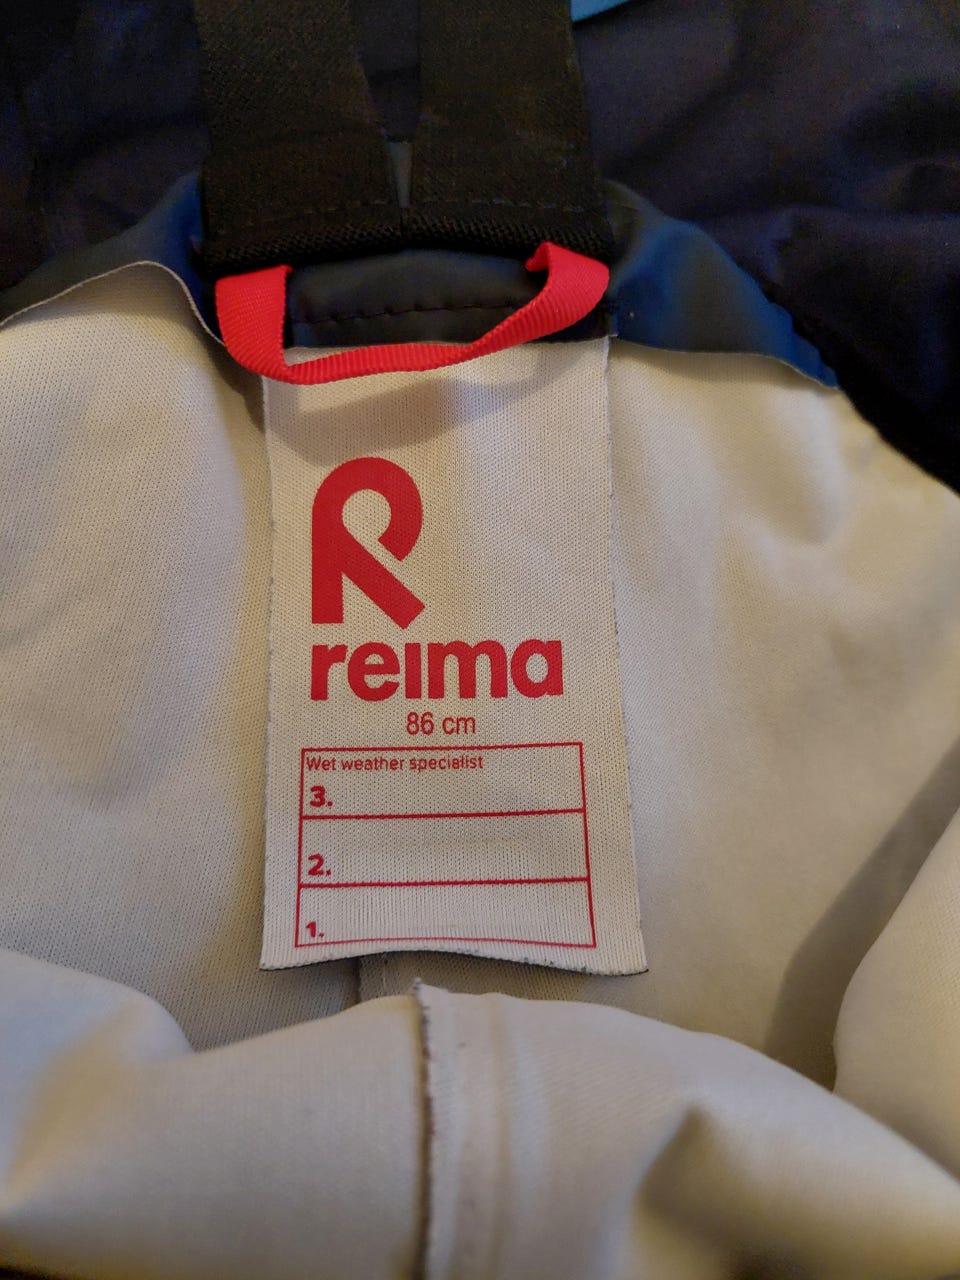 reima
86 cm
Wet weather specialist
3.
2.
1.